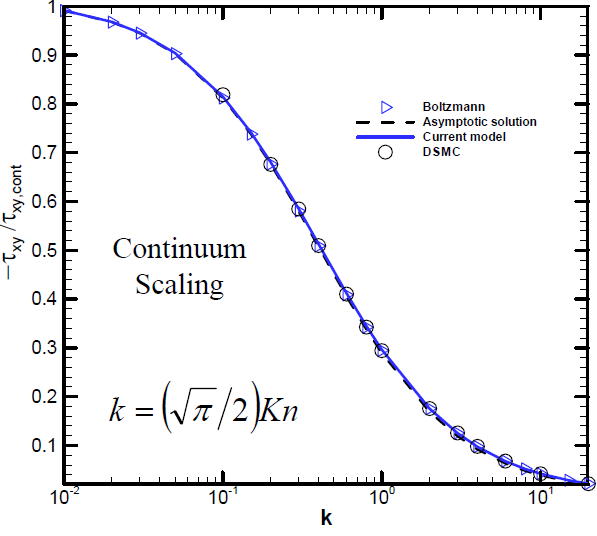 1
0.9
0.8
0.7
0.6
0.5
0.4
0.3
0.2
0.1
−τxy/τxy,cont
Boltzmann
Asymptotic solution
Current model
DSMC
Continuum
Scaling
k = (√π/2)Kn
10⁻² 10⁻¹ 10⁰ 10¹
k